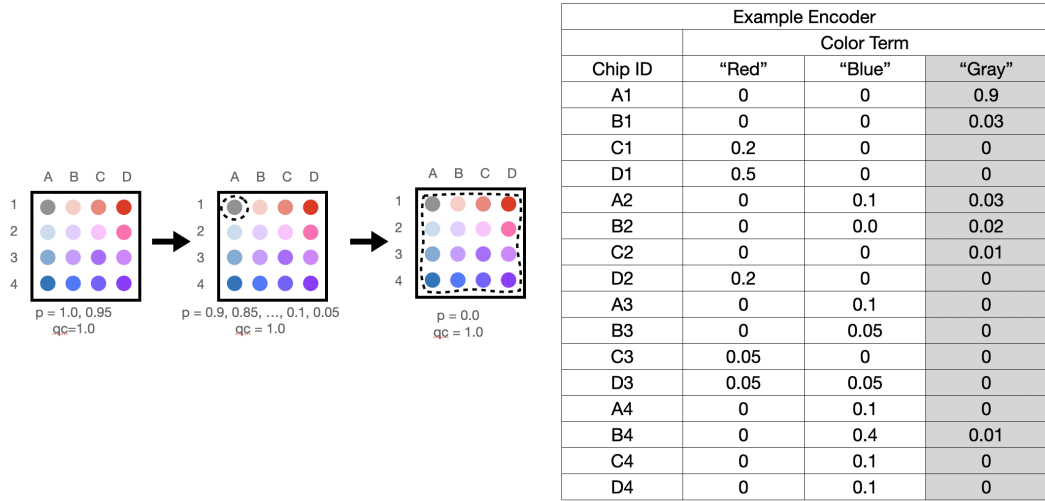 A B C D
1
2
3
4
p = 1.0, 0.95
qc=1.0
A B C D
1
2
3
4
p = 0.9, 0.85, ..., 0.1, 0.05
qc = 1.0
A B C D
1
2
3
4
p = 0.0
qc = 1.0
Example Encoder
Color Term
Chip ID “Red” “Blue” “Gray”
A1 0 0 0.9
B1 0 0 0.03
C1 0.2 0 0
D1 0.5 0 0
A2 0 0.1 0.03
B2 0 0.0 0.02
C2 0 0 0.01
D2 0.2 0 0
A3 0 0.1 0
B3 0 0.05 0
C3 0.05 0 0
D3 0.05 0.05 0
A4 0 0.1 0
B4 0 0.4 0.01
C4 0 0.1 0
D4 0 0.1 0